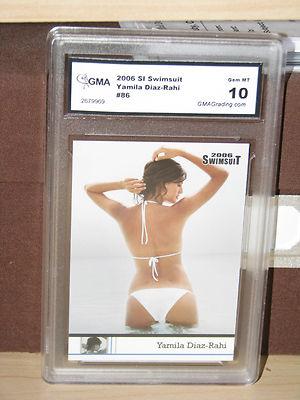 GMA
2679969
2006 SI Swimsuit
Yamila Diaz-Rahi
#86
Gem MT
10
GMAGrading.com
2006
SWIMSUIT
Yamila Diaz-Rahi